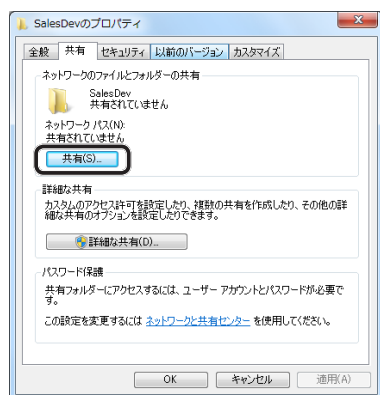 SalesDevのプロパティ
全般 共有 セキュリティ 以前のバージョン カスタマイズ
ネットワークのファイルとフォルダーの共有
SalesDev
共有されていません
ネットワーク パス(N):
共有されていません
共有(S)...
詳細な共有
カスタムのアクセス許可を設定したり、複数の共有を作成したり、その他の詳
細な共有のオプションを設定したりできます。
詳細な共有(D)...
パスワード保護
共有フォルダーにアクセスするには、ユーザー アカウントとパスワードが必要で
す。
この設定を変更するには ネットワークと共有センター を使用してください。
OK キャンセル 適用(A)